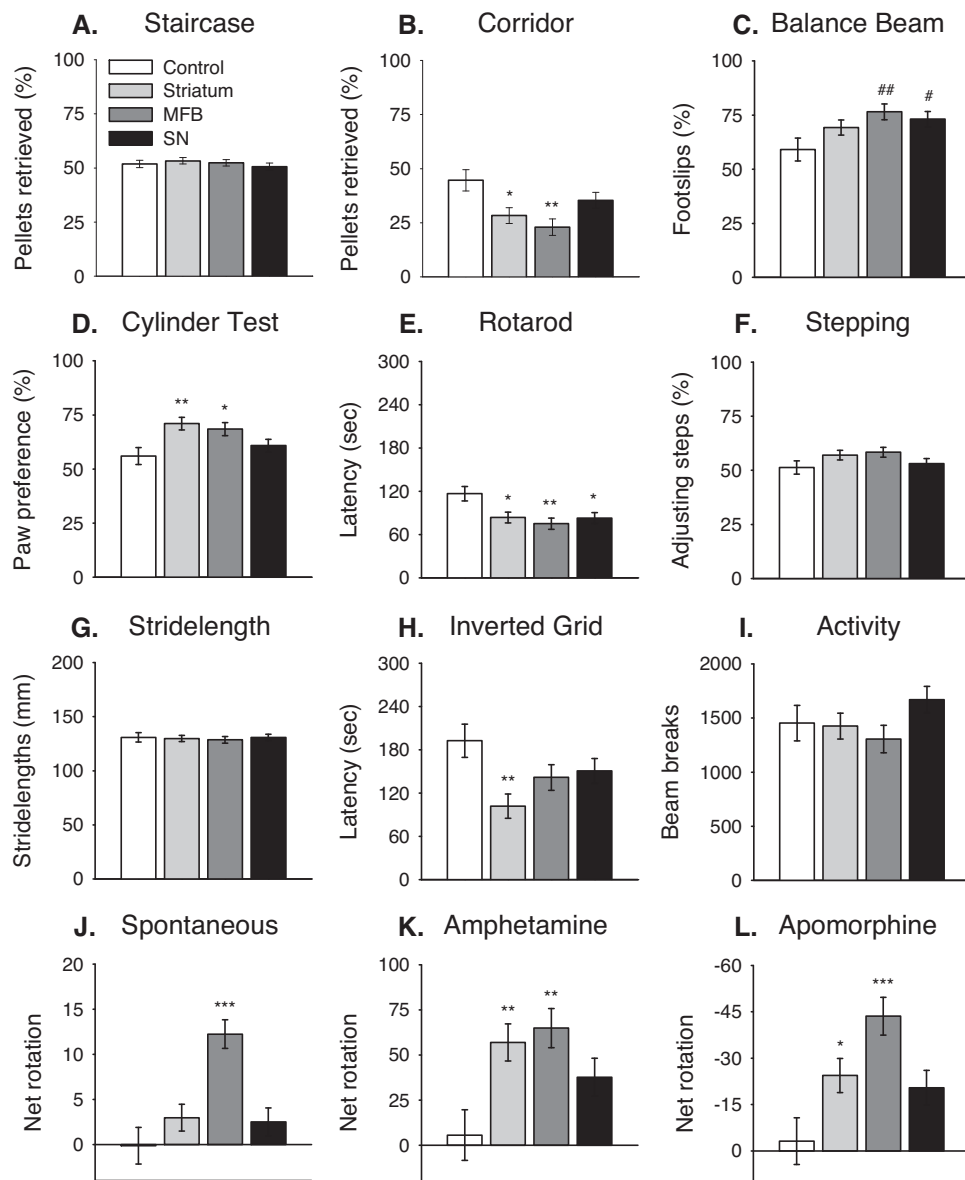 A. Staircase
Pellets retrieved (%)
100
75
50
25
0
Control
Striatum
MFB
SN
B. Corridor
Pellets retrieved (%)
100
75
50
25
0
*
**
C. Balance Beam
Footslips (%)
100
75
50
25
0
##
#
D. Cylinder Test
Paw preference (%)
100
75
50
25
0
**
*
E. Rotarod
Latency (sec)
300
240
180
120
60
0
*
**
*
F. Stepping
Adjusting steps (%)
100
75
50
25
0
G. Stridelength
Stridelengths (mm)
200
150
100
50
0
H. Inverted Grid
Latency (sec)
300
240
180
120
60
0
**
I. Activity
Beam breaks
2000
1500
1000
500
0
J. Spontaneous
Net rotation
20
15
10
5
0
***
K. Amphetamine
Net rotation
100
75
50
25
0
**
**
L. Apomorphine
Net rotation
-60
-45
-30
-15
0
*
***